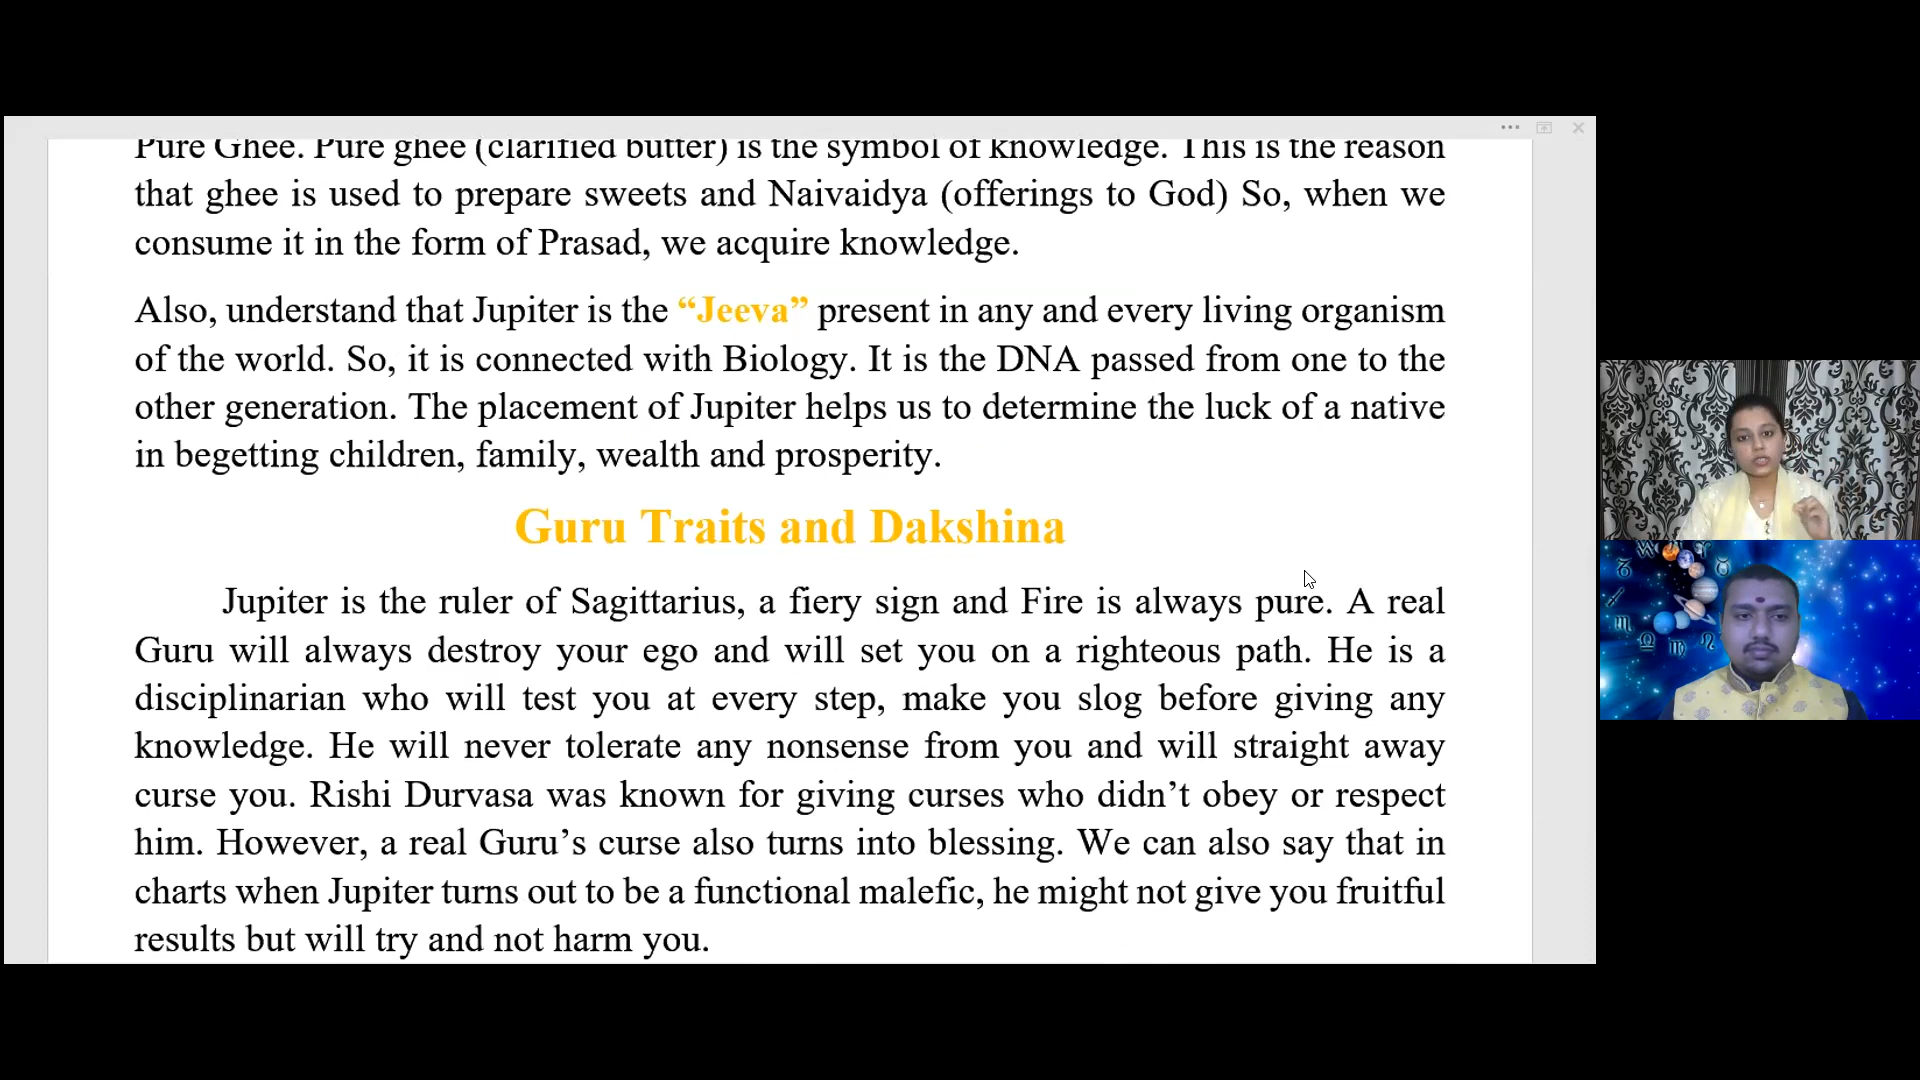 Pure Ghee. Pure ghee (clarified butter) is the symbol of knowledge. This is the reason
that ghee is used to prepare sweets and Naivaidya (offerings to God) So, when we
consume it in the form of Prasad, we acquire knowledge.
Also, understand that Jupiter is the “Jeeva” present in any and every living organism
of the world. So, it is connected with Biology. It is the DNA passed from one to the
other generation. The placement of Jupiter helps us to determine the luck of a native
in begetting children, family, wealth and prosperity.
Guru Traits and Dakshina
Jupiter is the ruler of Sagittarius, a fiery sign and Fire is always pure. A real
Guru will always destroy your ego and will set you on a righteous path. He is a
disciplinarian who will test you at every step, make you slog before giving any
knowledge. He will never tolerate any nonsense from you and will straight away
curse you. Rishi Durvasa was known for giving curses who didn’t obey or respect
him. However, a real Guru’s curse also turns into blessing. We can also say that in
charts when Jupiter turns out to be a functional malefic, he might not give you fruitful
results but will try and not harm you.